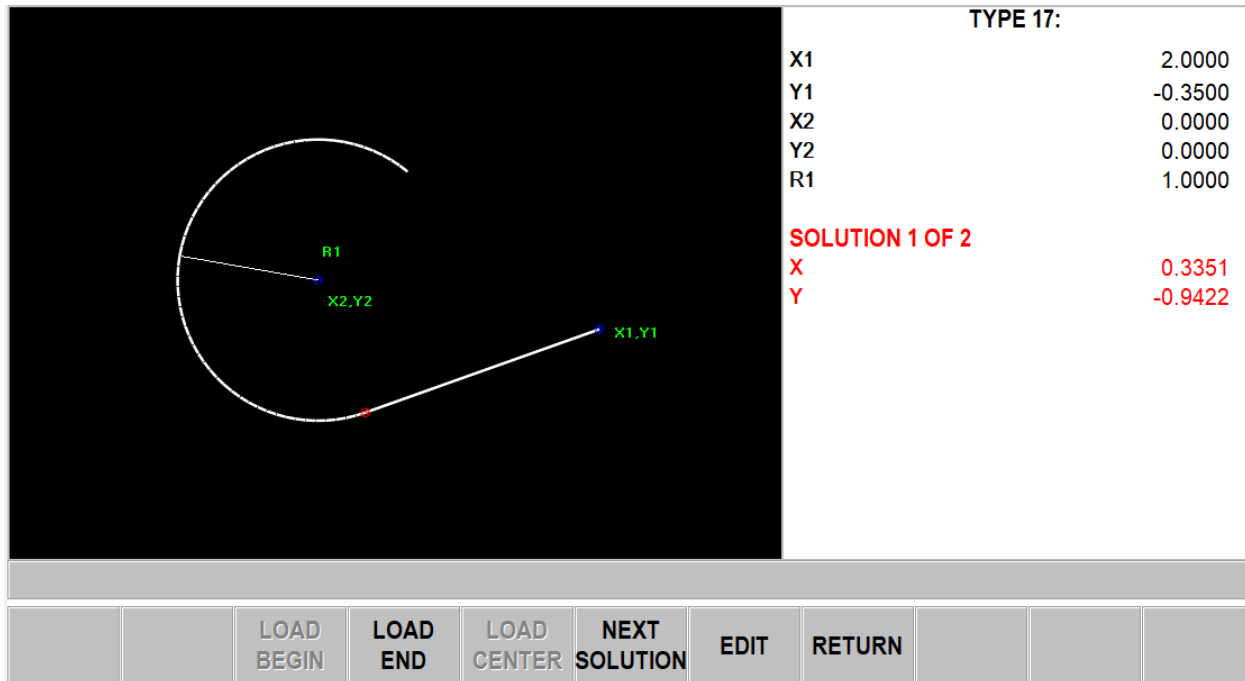 TYPE 17:
X1 2.0000
Y1 -0.3500
X2 0.0000
Y2 0.0000
R1 1.0000
SOLUTION 1 OF 2
X 0.3351
Y -0.9422
R1
X2,Y2
X1,Y1
LOAD BEGIN
LOAD END
LOAD CENTER
NEXT SOLUTION
EDIT
RETURN